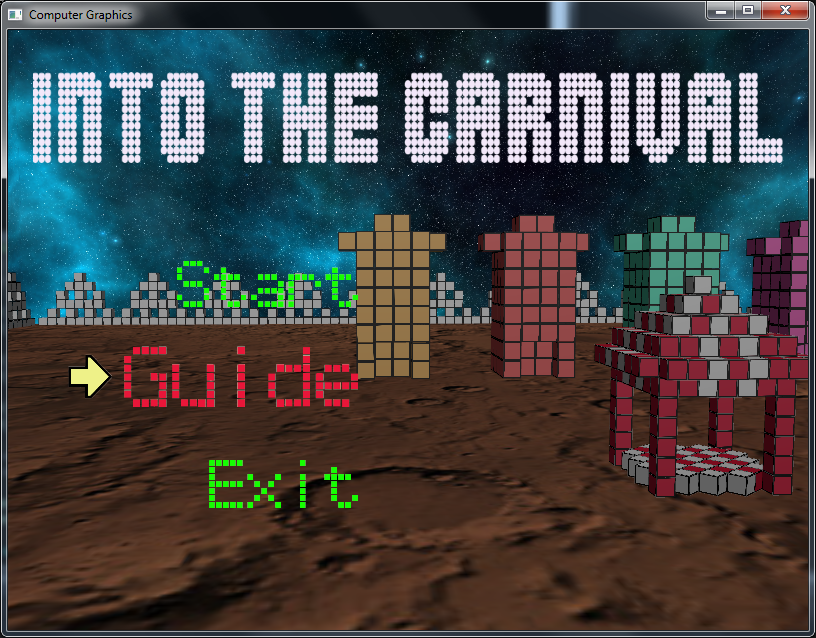 Computer Graphics
INTO THE CARNIVAL
Start
Guide
Exit